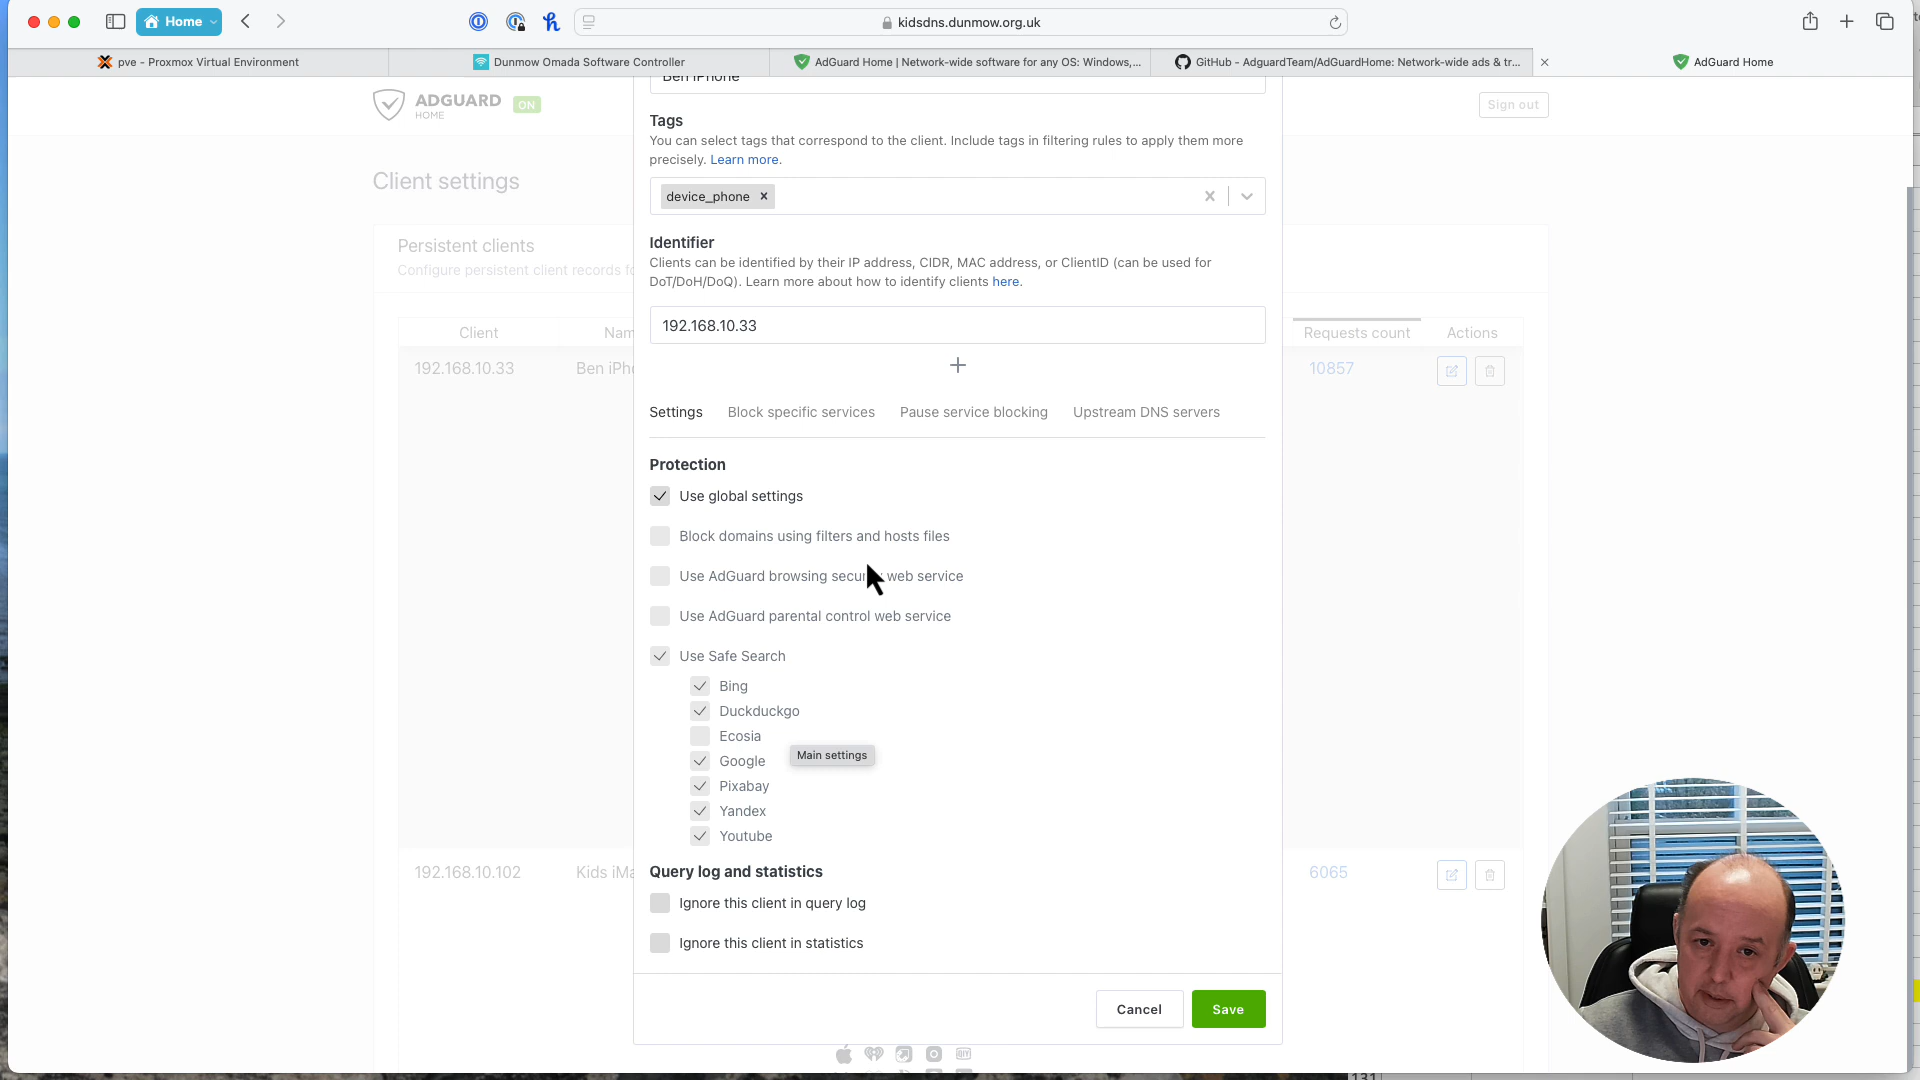 Home
kidsdns.dunmow.org.uk
pve - Proxmox Virtual Environment
Dunmow Omada Software Controller
AdGuard Home | Network-wide software for any OS: Windows,...
GitHub - AdguardTeam/AdGuardHome: Network-wide ads & tr...
AdGuard Home
Ben iPhone
ADGUARD
HOME
ON
Sign out
Tags
You can select tags that correspond to the client. Include tags in filtering rules to apply them more
precisely. Learn more.
Client settings
device_phone
Persistent clients
Configure persistent client records fo
Identifier
Clients can be identified by their IP address, CIDR, MAC address, or ClientID (can be used for
DoT/DoH/DoQ). Learn more about how to identify clients here.
192.168.10.33
Client
Nam
Requests count
Actions
192.168.10.33
Ben iPho
10857
Settings
Block specific services
Pause service blocking
Upstream DNS servers
Protection
Use global settings
Block domains using filters and hosts files
Use AdGuard browsing secu web service
Use AdGuard parental control web service
Use Safe Search
Bing
Duckduckgo
Ecosia
Google
Main settings
Pixabay
Yandex
Youtube
Query log and statistics
192.168.10.102
Kids iMa
6065
Ignore this client in query log
Ignore this client in statistics
Cancel
Save
DIY
131